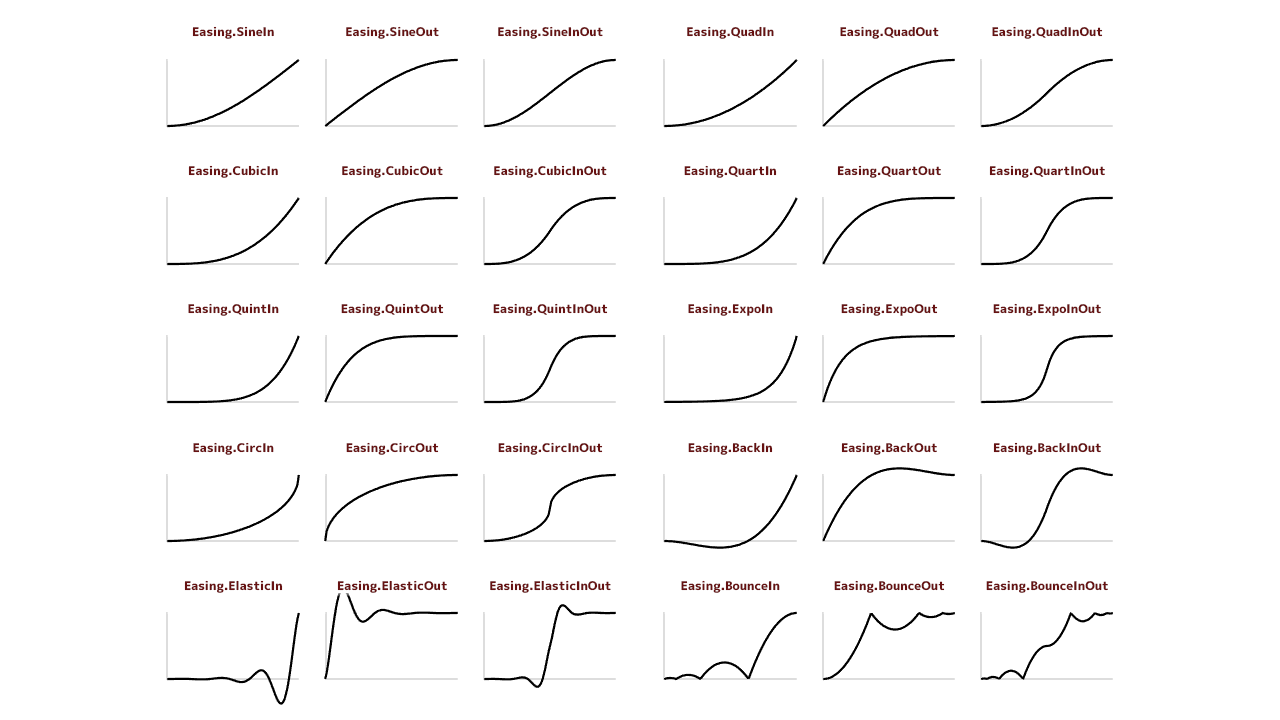 Easing.SineIn
Easing.SineOut
Easing.SineInOut
Easing.QuadIn
Easing.QuadOut
Easing.QuadInOut
Easing.CubicIn
Easing.CubicOut
Easing.CubicInOut
Easing.QuartIn
Easing.QuartOut
Easing.QuartInOut
Easing.QuintIn
Easing.QuintOut
Easing.QuintInOut
Easing.ExpoIn
Easing.ExpoOut
Easing.ExpoInOut
Easing.CircIn
Easing.CircOut
Easing.CircInOut
Easing.BackIn
Easing.BackOut
Easing.BackInOut
Easing.ElasticIn
Easing.ElasticOut
Easing.ElasticInOut
Easing.BounceIn
Easing.BounceOut
Easing.BounceInOut